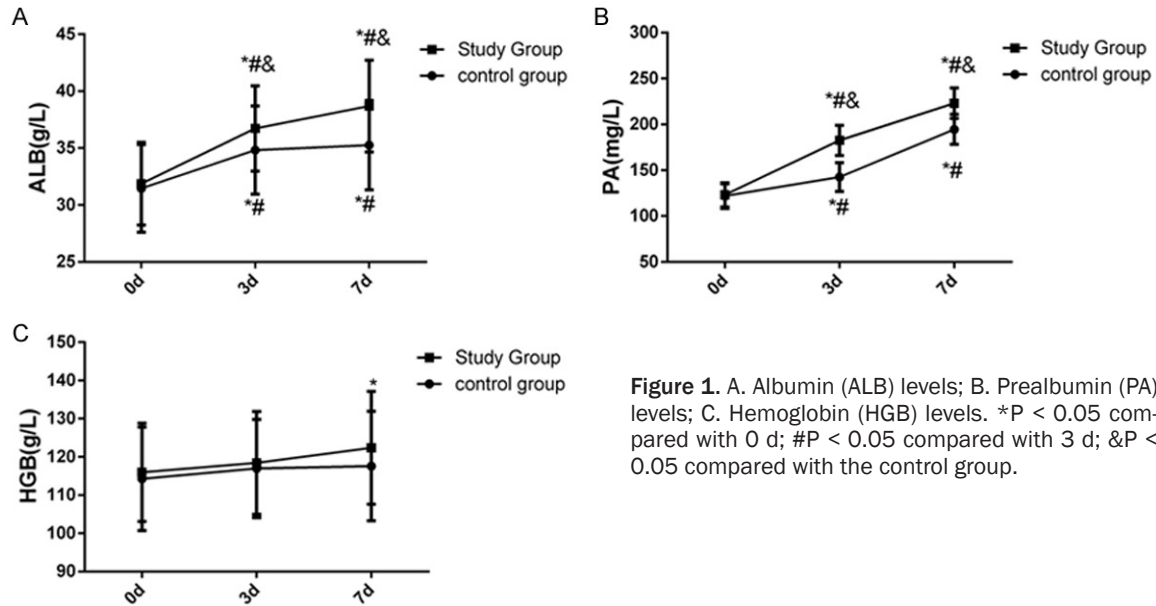 A
45
40
35
30
25
ALB(g/L)
*#&
*#&
*#
*#
0d
3d
7d
Study Group
control group
B
300
250
200
150
100
50
PA(mg/L)
*#&
*#&
*#
*#
0d
3d
7d
Study Group
control group
C
150
140
130
120
110
100
90
HGB(g/L)
*
0d
3d
7d
Study Group
control group
Figure 1. A. Albumin (ALB) levels; B. Prealbumin (PA)
levels; C. Hemoglobin (HGB) levels. *P < 0.05 com-
pared with 0 d; #P < 0.05 compared with 3 d; &P <
0.05 compared with the control group.